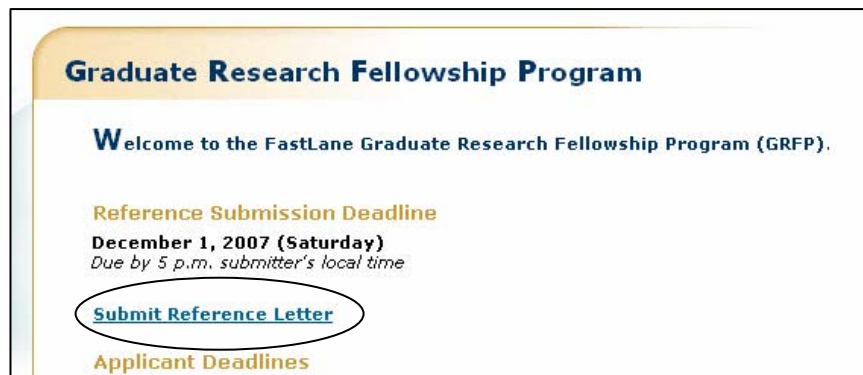 Graduate Research Fellowship Program
Welcome to the FastLane Graduate Research Fellowship Program (GRFP).
Reference Submission Deadline
December 1, 2007 (Saturday)
Due by 5 p.m. submitter's local time
Submit Reference Letter
Applicant Deadlines